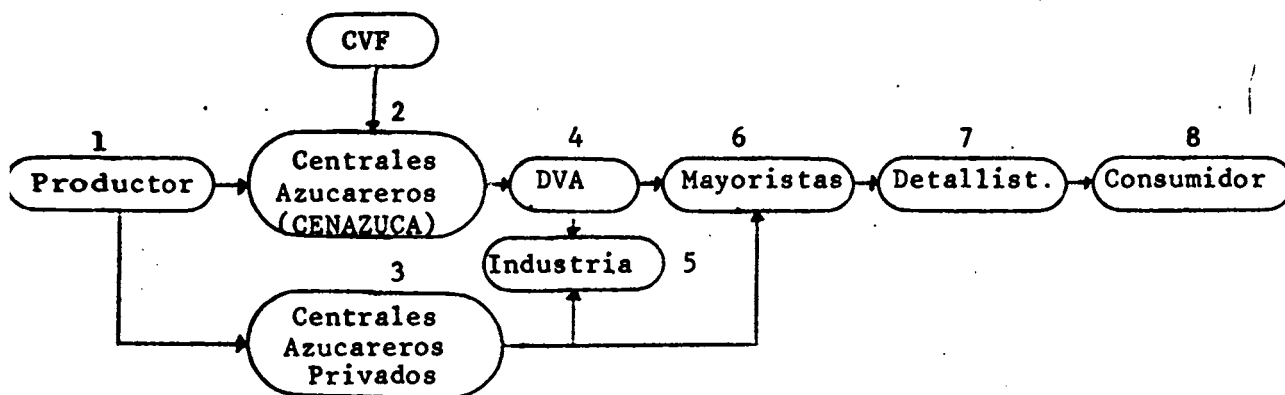 CVF
2
4
6
7
8
1
Centrales
Azucareros
(CENAZUCA)
Productor
DVA
Mayoristas
Detallist.
Consumidor
Industria
5
3
Centrales
Azucareros
Privados